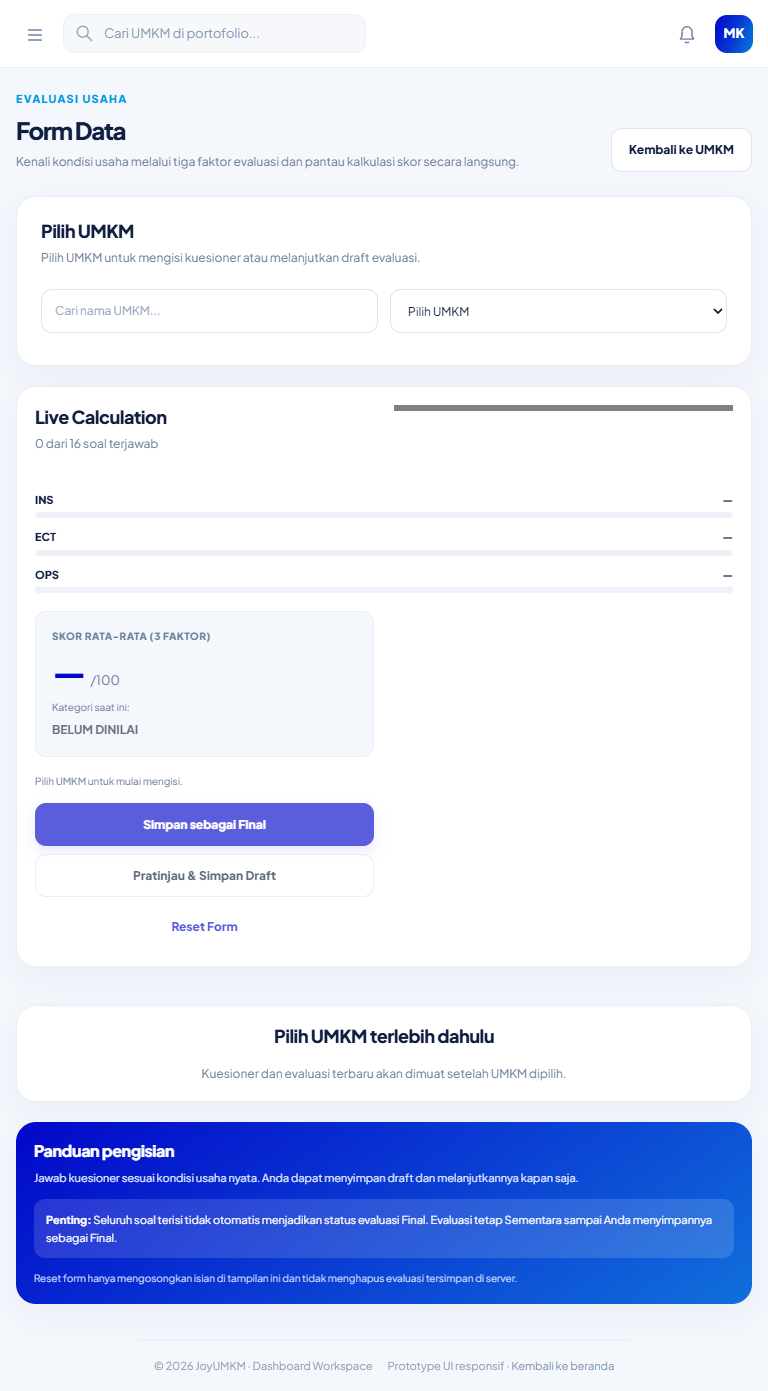 Cari UMKM di portofolio...
MK
EVALUASI USAHA
Form Data
Kenali kondisi usaha melalui tiga faktor evaluasi dan pantau kalkulasi skor secara langsung.
Kembali ke UMKM
Pilih UMKM
Pilih UMKM untuk mengisi kuesioner atau melanjutkan draft evaluasi.
Cari nama UMKM...
Pilih UMKM
Live Calculation
0 dari 16 soal terjawab
INS —
ECT —
OPS —
SKOR RATA-RATA (3 FAKTOR)
— /100
Kategori saat ini:
BELUM DINILAI
Pilih UMKM untuk mulai mengisi.
Simpan sebagai Final
Pratinjau & Simpan Draft
Reset Form
Pilih UMKM terlebih dahulu
Kuesioner dan evaluasi terbaru akan dimuat setelah UMKM dipilih.
Panduan pengisian
Jawab kuesioner sesuai kondisi usaha nyata. Anda dapat menyimpan draft dan melanjutkannya kapan saja.
Penting: Seluruh soal terisi tidak otomatis menjadikan status evaluasi Final. Evaluasi tetap Sementara sampai Anda menyimpannya
sebagai Final.
Reset form hanya mengosongkan isian di tampilan ini dan tidak menghapus evaluasi tersimpan di server.
© 2026 JoyUMKM · Dashboard Workspace Prototype UI responsif · Kembali ke beranda